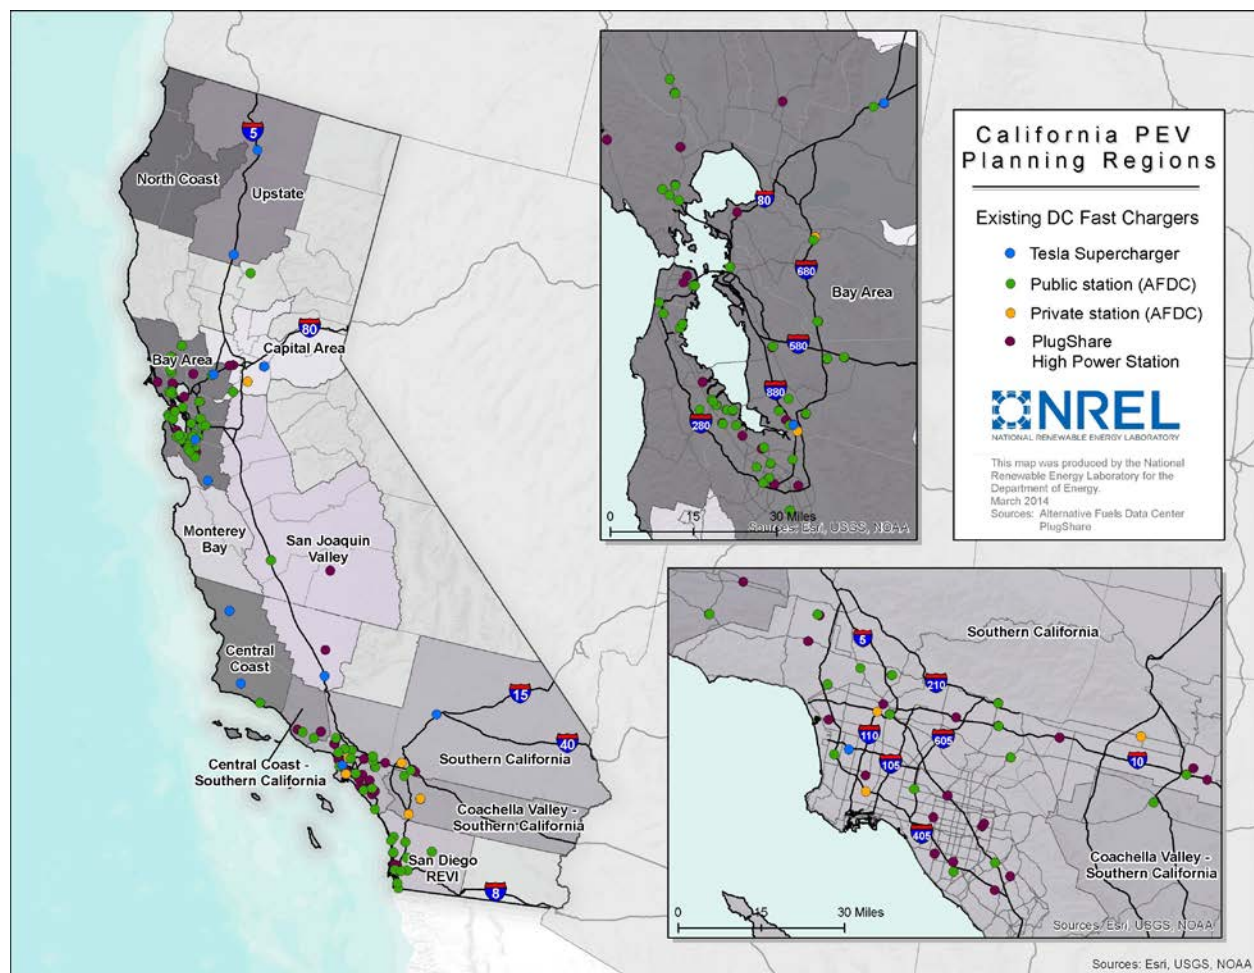 California PEV
Planning Regions
Existing DC Fast Chargers
Tesla Supercharger
Public station (AFDC)
Private station (AFDC)
PlugShare
High Power Station
NREL
NATIONAL RENEWABLE ENERGY LABORATORY
This map was produced by the National
Renewable Energy Laboratory for the
Department of Energy.
March 2014
Sources: Alternative Fuels Data Center
PlugShare
5
North Coast
Upstate
80
Capital Area
Bay Area
Monterey
Bay
San Joaquin
Valley
Central
Coast
15
40
Southern California
Central Coast -
Southern California
Coachella Valley -
Southern California
San Diego
REVI
8
80
680
Bay Area
580
880
280
0
15
30 Miles
Sources: Esri, USGS, NOAA
Southern California
5
210
110
605
105
10
405
Coachella Valley -
Southern California
0
15
30 Miles
Sources: Esri, USGS, NOAA
Sources: Esri, USGS, NOAA